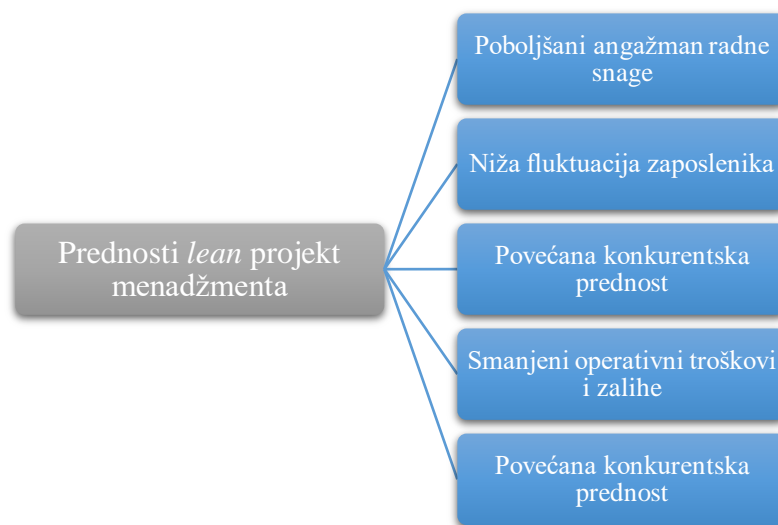 Poboljšani angažman radne
snage
Niža fluktuacija zaposlenika
Prednosti lean projekt
menadžmenta
Povećana konkurentska
prednost
Smanjeni operativni troškovi
i zalihe
Povećana konkurentska
prednost